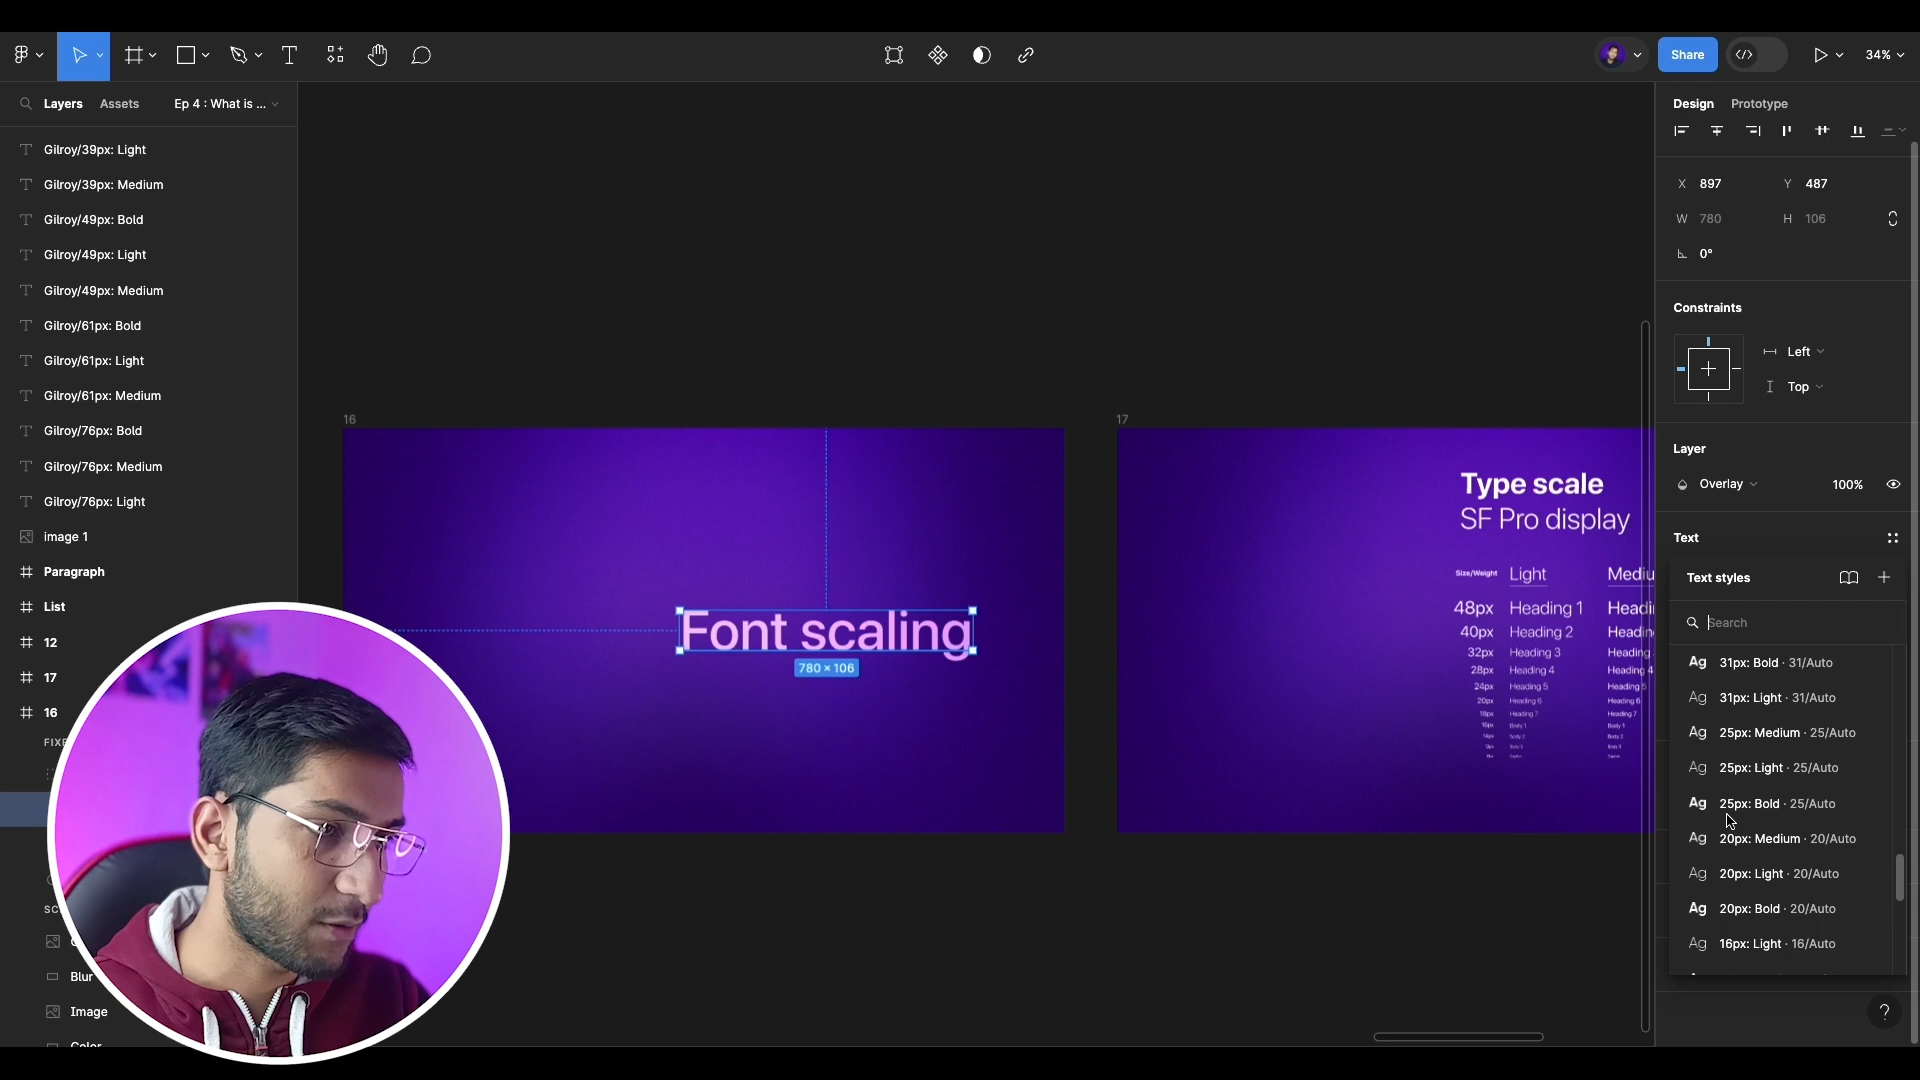 Share
34%
Layers
Assets
Ep 4 : What is ...
Gilroy/39px: Light
Gilroy/39px: Medium
Gilroy/49px: Bold
Gilroy/49px: Light
Gilroy/49px: Medium
Gilroy/61px: Bold
Gilroy/61px: Light
Gilroy/61px: Medium
Gilroy/76px: Bold
Gilroy/76px: Medium
Gilroy/76px: Light
image 1
Paragraph
List
12
17
16
Blur
Image
Color
16
Font scaling
780 × 106
17
Type scale
SF Pro display
Size/Weight Light
48px Heading 1
40px Heading 2
32px Heading 3
28px Heading 4
24px Heading 5
20px Heading 6
18px Heading 7
Design
Prototype
X 897
Y 487
W 780
H 106
0°
Constraints
Left
Top
Layer
Overlay
100%
Text
Text styles
Search
Ag 31px: Bold · 31/Auto
Ag 31px: Light · 31/Auto
Ag 25px: Medium · 25/Auto
Ag 25px: Light · 25/Auto
Ag 25px: Bold · 25/Auto
Ag 20px: Medium · 20/Auto
Ag 20px: Light · 20/Auto
Ag 20px: Bold · 20/Auto
Ag 16px: Light · 16/Auto
?